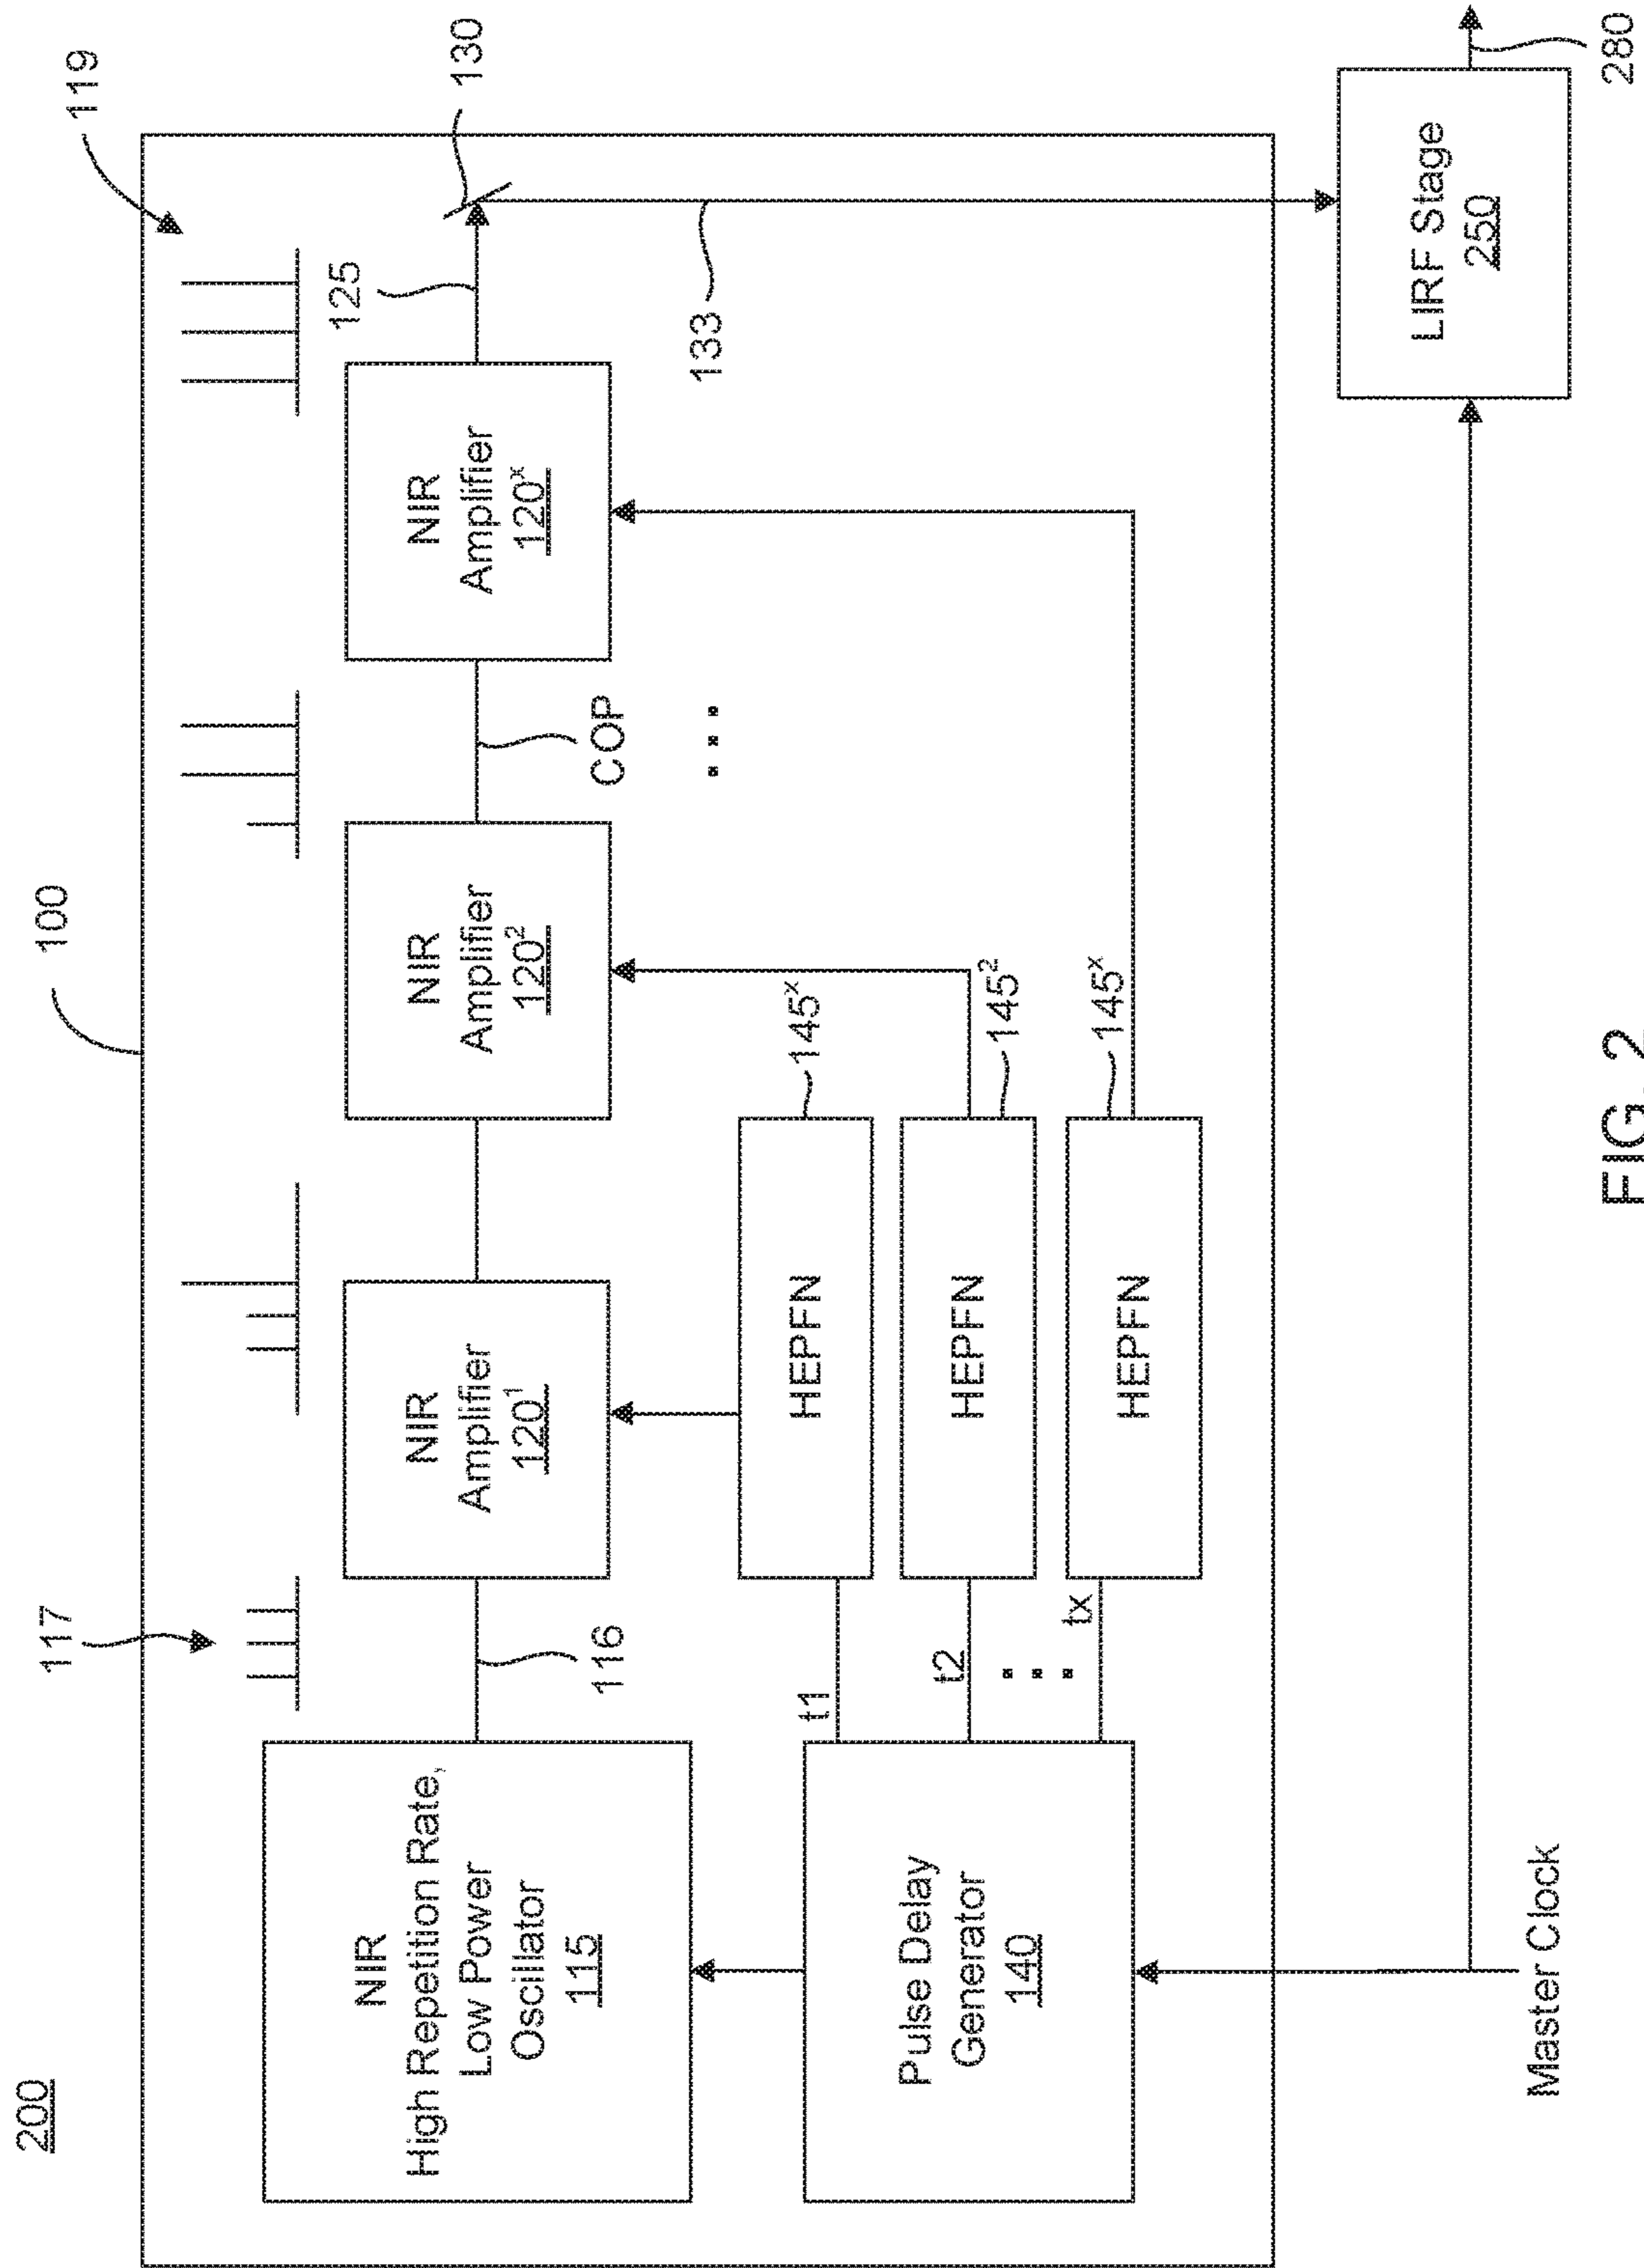 200
100
117
119
NIR
High Repetition Rate,
Low Power
Oscillator
115
116
NIR
Amplifier
120¹
NIR
Amplifier
120²
COP
NIR
Amplifier
120ˣ
125
130
133
Pulse Delay
Generator
140
t1
t2
tx
HEPFN
145ˣ
HEPFN
145²
HEPFN
145ˣ
Master Clock
LIRF Stage
250
280
FIG. 2